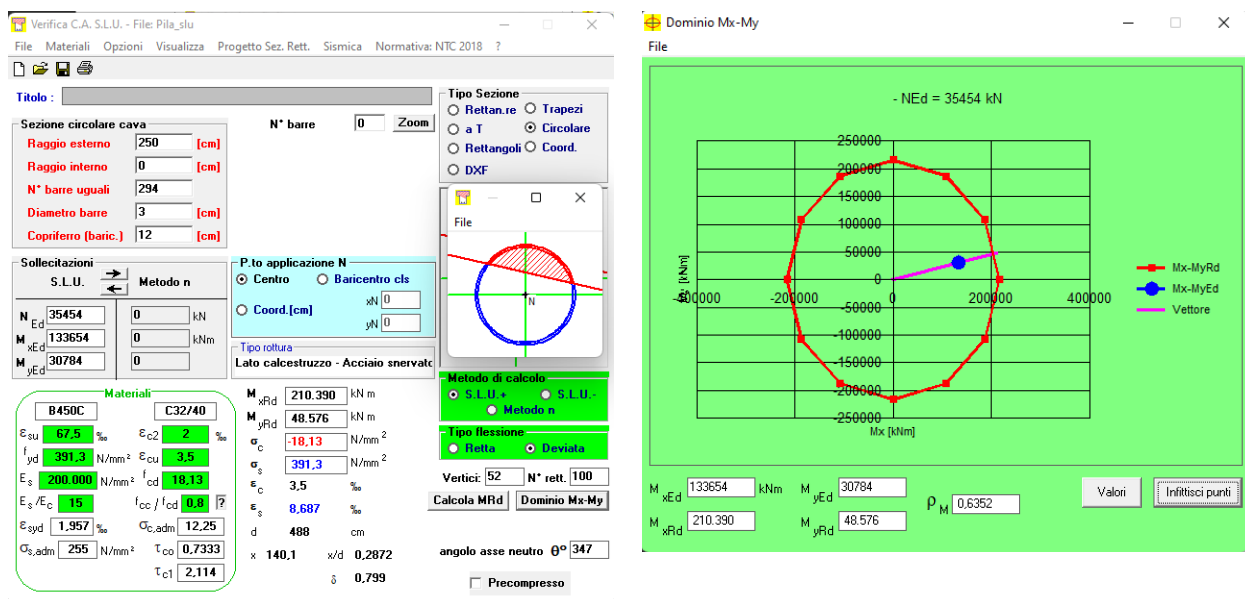 Verifica C.A. S.L.U. - File: Pila_slu
File Materiali Opzioni Visualizza Progetto Sez. Rett. Sismica Normativa: NTC 2018 ?
Titolo :
Tipo Sezione
Rettan.re Trapezi
a T Circolare
Rettangoli Coord.
DXF
Sezione circolare cava
Raggio esterno 250 [cm]
Raggio interno 0 [cm]
N° barre uguali 294
Diametro barre 3 [cm]
Copriferro (baric.) 12 [cm]
N° barre 0 Zoom
File
N
Sollecitazioni
S.L.U. Metodo n
N Ed 35454 0 kN
M xEd 133654 0 kNm
M yEd 30784 0
P.to applicazione N
Centro Baricentro cls
Coord.[cm] xN 0
yN 0
Tipo rottura
Lato calcestruzzo - Acciaio snervato
Materiali
B450C C32/40
εsu 67,5 ‰ εc2 2 ‰
fyd 391,3 N/mm² εcu 3,5
Es 200.000 N/mm² fcd 18,13
Es/Ec 15 fcc / fcd 0,8 ?
εsyd 1,957 ‰ σc,adm 12,25
σs,adm 255 N/mm² τco 0,7333
τc1 2,114
M xRd 210.390 kN m
M yRd 48.576 kN m
σc -18,13 N/mm²
σs 391,3 N/mm²
εc 3,5 ‰
εs 8,687 ‰
d 488 cm
x 140,1 x/d 0,2872
δ 0,799
Metodo di calcolo
S.L.U.+ S.L.U.-
Metodo n
Tipo flessione
Retta Deviata
Vertici: 52 N° rett. 100
Calcola MRd Dominio Mx-My
angolo asse neutro θ° 347
Precompresso
Dominio Mx-My
File
- NEd = 35454 kN
250000
200000
150000
100000
50000
0
-50000
-100000
-150000
-200000
-250000
-400000 -200000 0 200000 400000
Mx [kNm]
[kNm]
Mx-MyRd
Mx-MyEd
Vettore
M xEd 133654 kNm M yEd 30784
M xRd 210.390 M yRd 48.576
ρ M 0,6352
Valori Infittisci punti